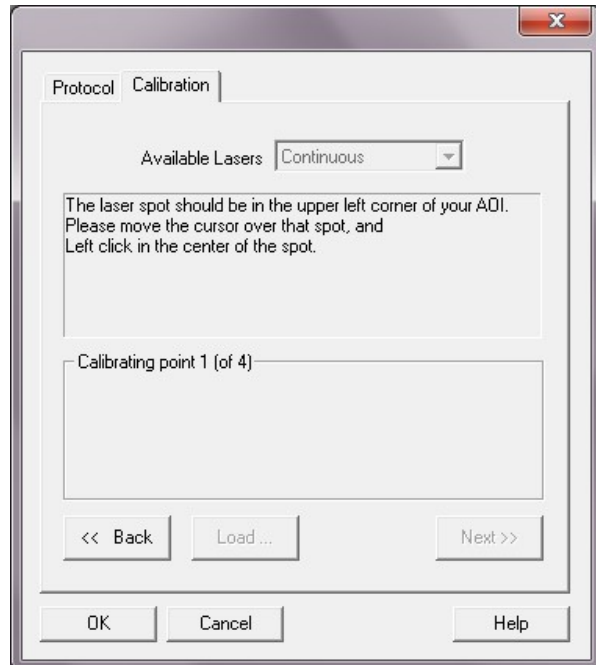 Protocol Calibration
Available Lasers Continuous
The laser spot should be in the upper left corner of your AOI.
Please move the cursor over that spot, and
Left click in the center of the spot.
Calibrating point 1 (of 4)
<< Back Load ... Next >>
OK Cancel Help